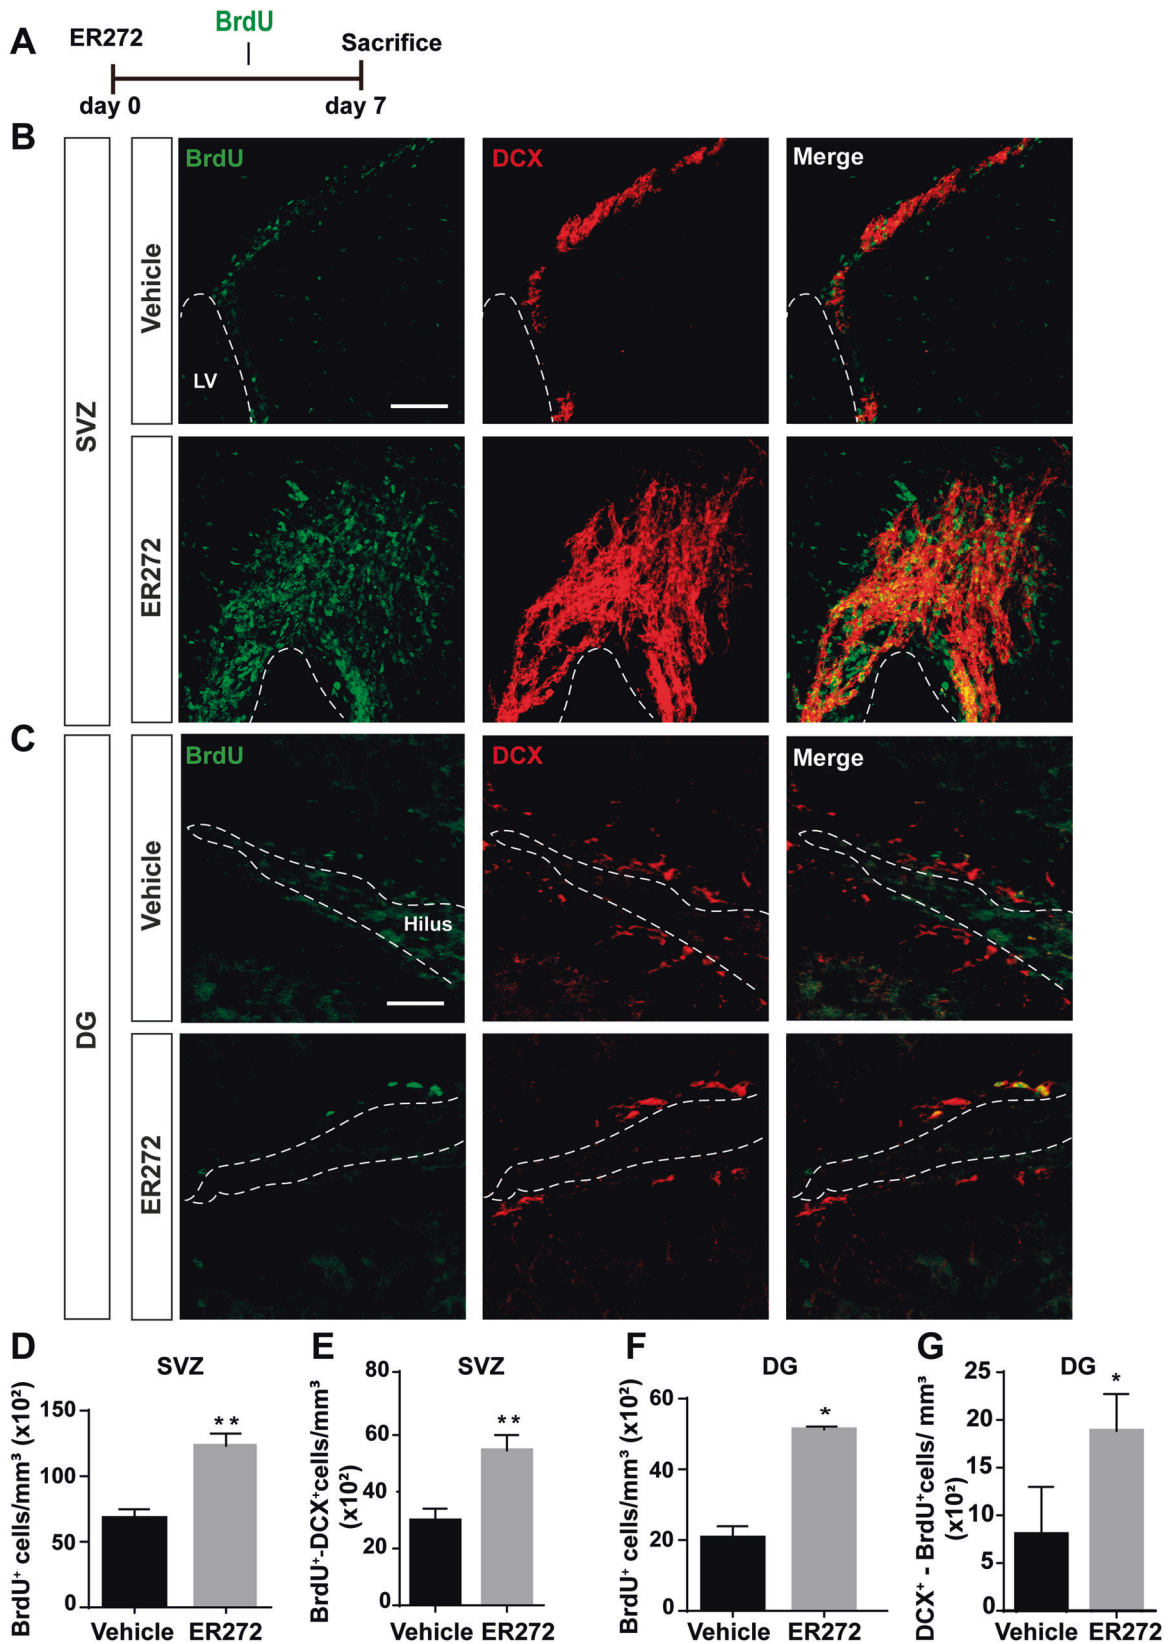 A
ER272
BrdU
Sacrifice
day 0
day 7
B
SVZ
Vehicle
BrdU
DCX
Merge
LV
ER272
C
DG
Vehicle
BrdU
DCX
Merge
Hilus
ER272
D
SVZ
BrdU⁺ cells/mm³ (x10²)
150
100
50
0
**
Vehicle
ER272
E
SVZ
BrdU⁺-DCX⁺cells/mm³
(x10²)
80
60
40
20
0
**
Vehicle
ER272
F
DG
BrdU⁺ cells/mm³ (x10²)
60
40
20
0
*
Vehicle
ER272
G
DG
DCX⁺ - BrdU⁺cells/ mm³
(x10²)
25
20
15
10
5
0
*
Vehicle
ER272